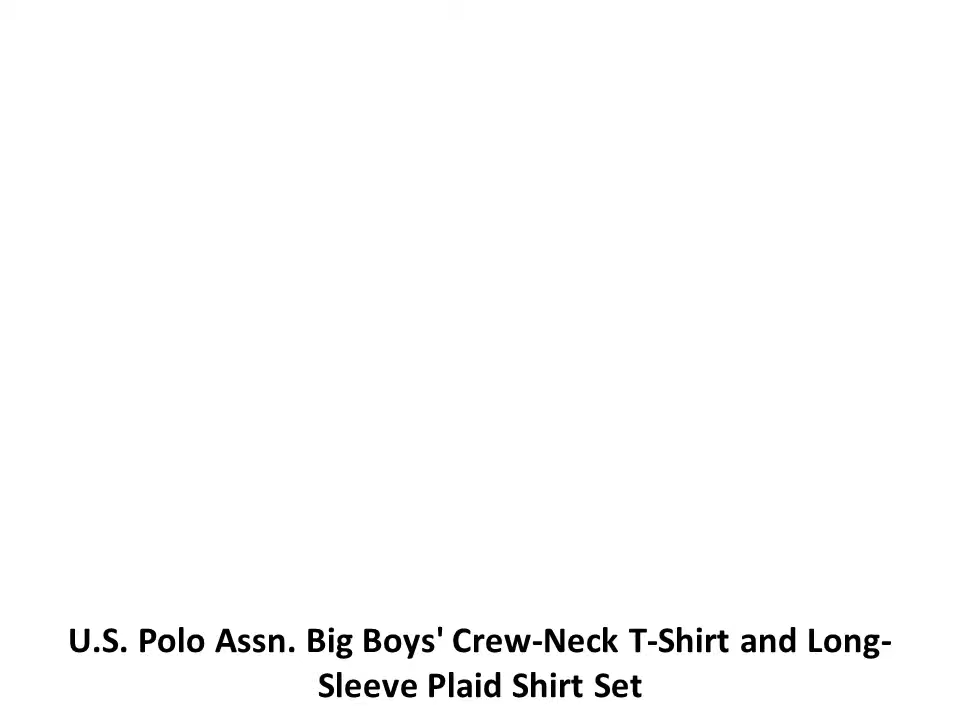 U.S. Polo Assn. Big Boys' Crew-Neck T-Shirt and Long-
Sleeve Plaid Shirt Set